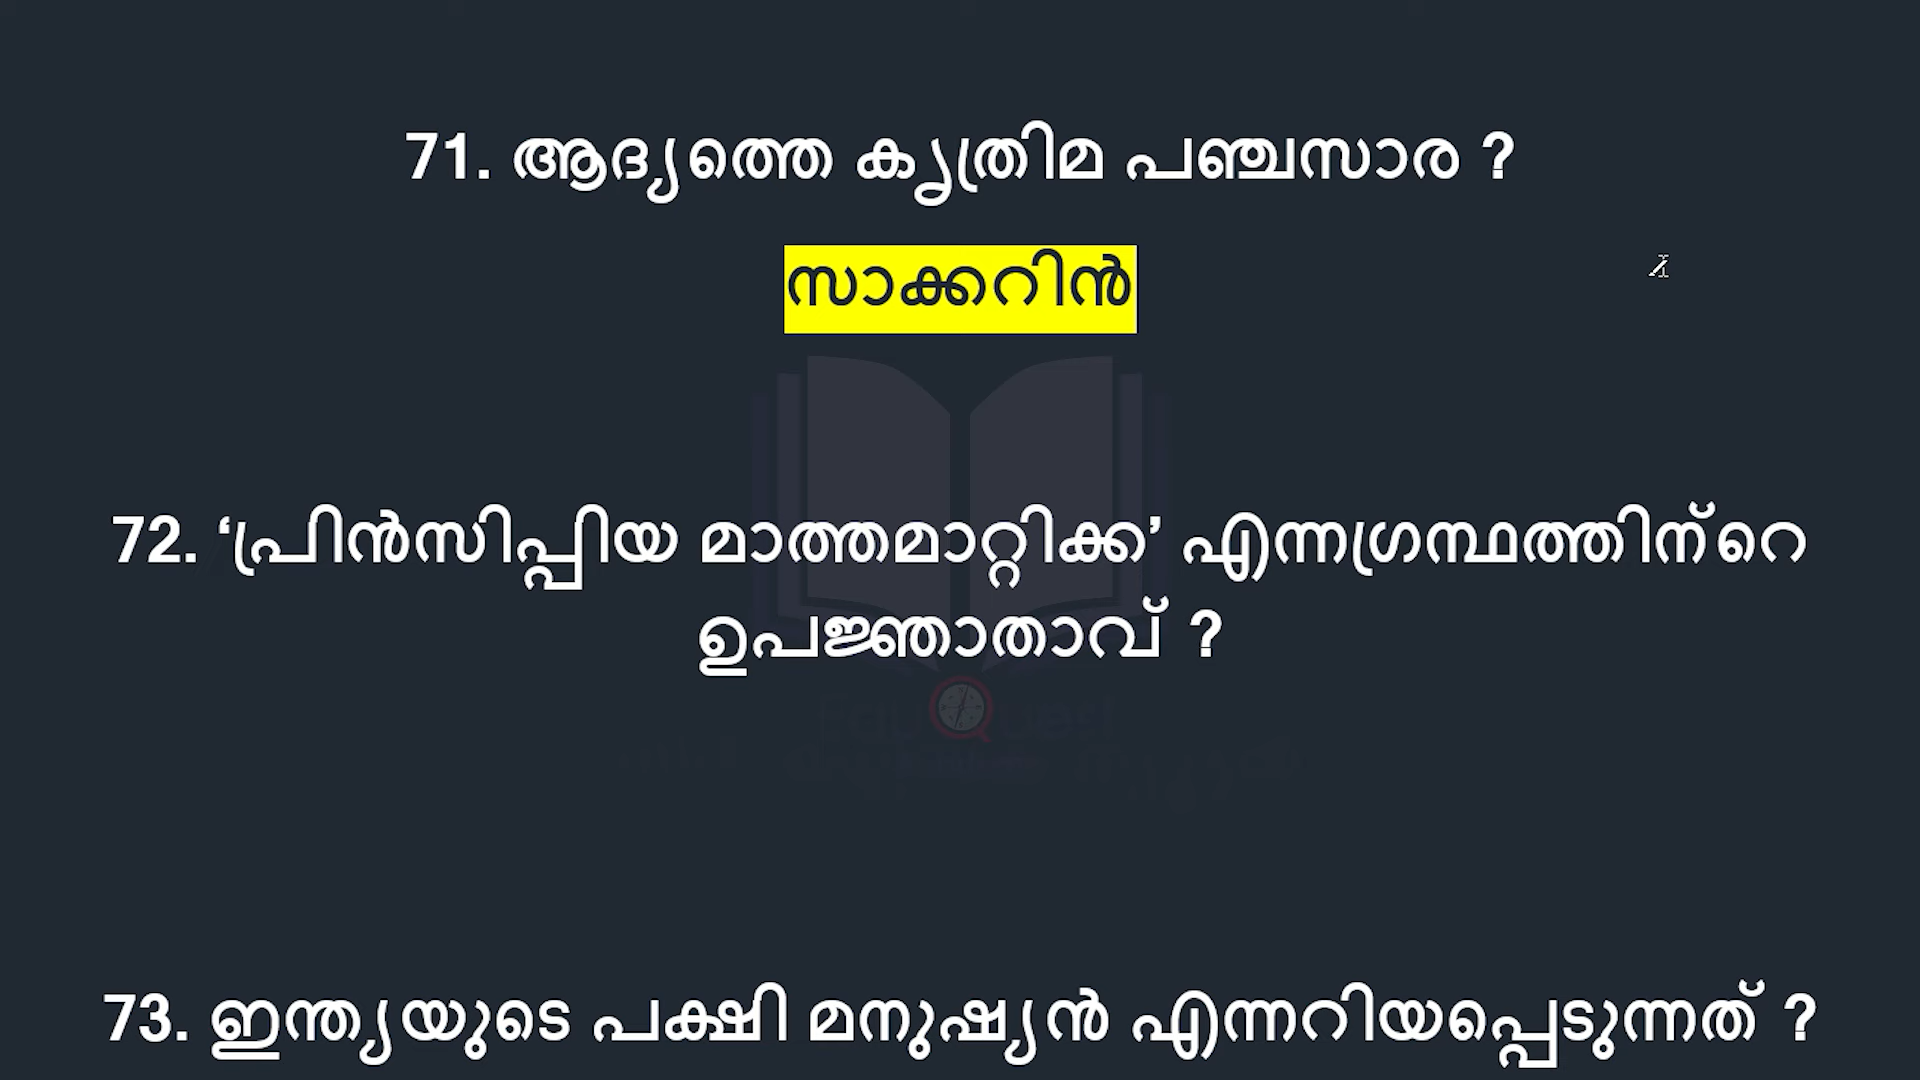 71. ആദ്യത്തെ കൃത്രിമ പഞ്ചസാര ?
സാക്കറിൻ
72. ‘പ്രിൻസിപ്പിയ മാത്തമാറ്റിക്ക’ എന്നഗ്രന്ഥത്തിന്റെ
ഉപജ്ഞാതാവ് ?
73. ഇന്ത്യയുടെ പക്ഷി മനുഷ്യൻ എന്നറിയപ്പെടുന്നത് ?